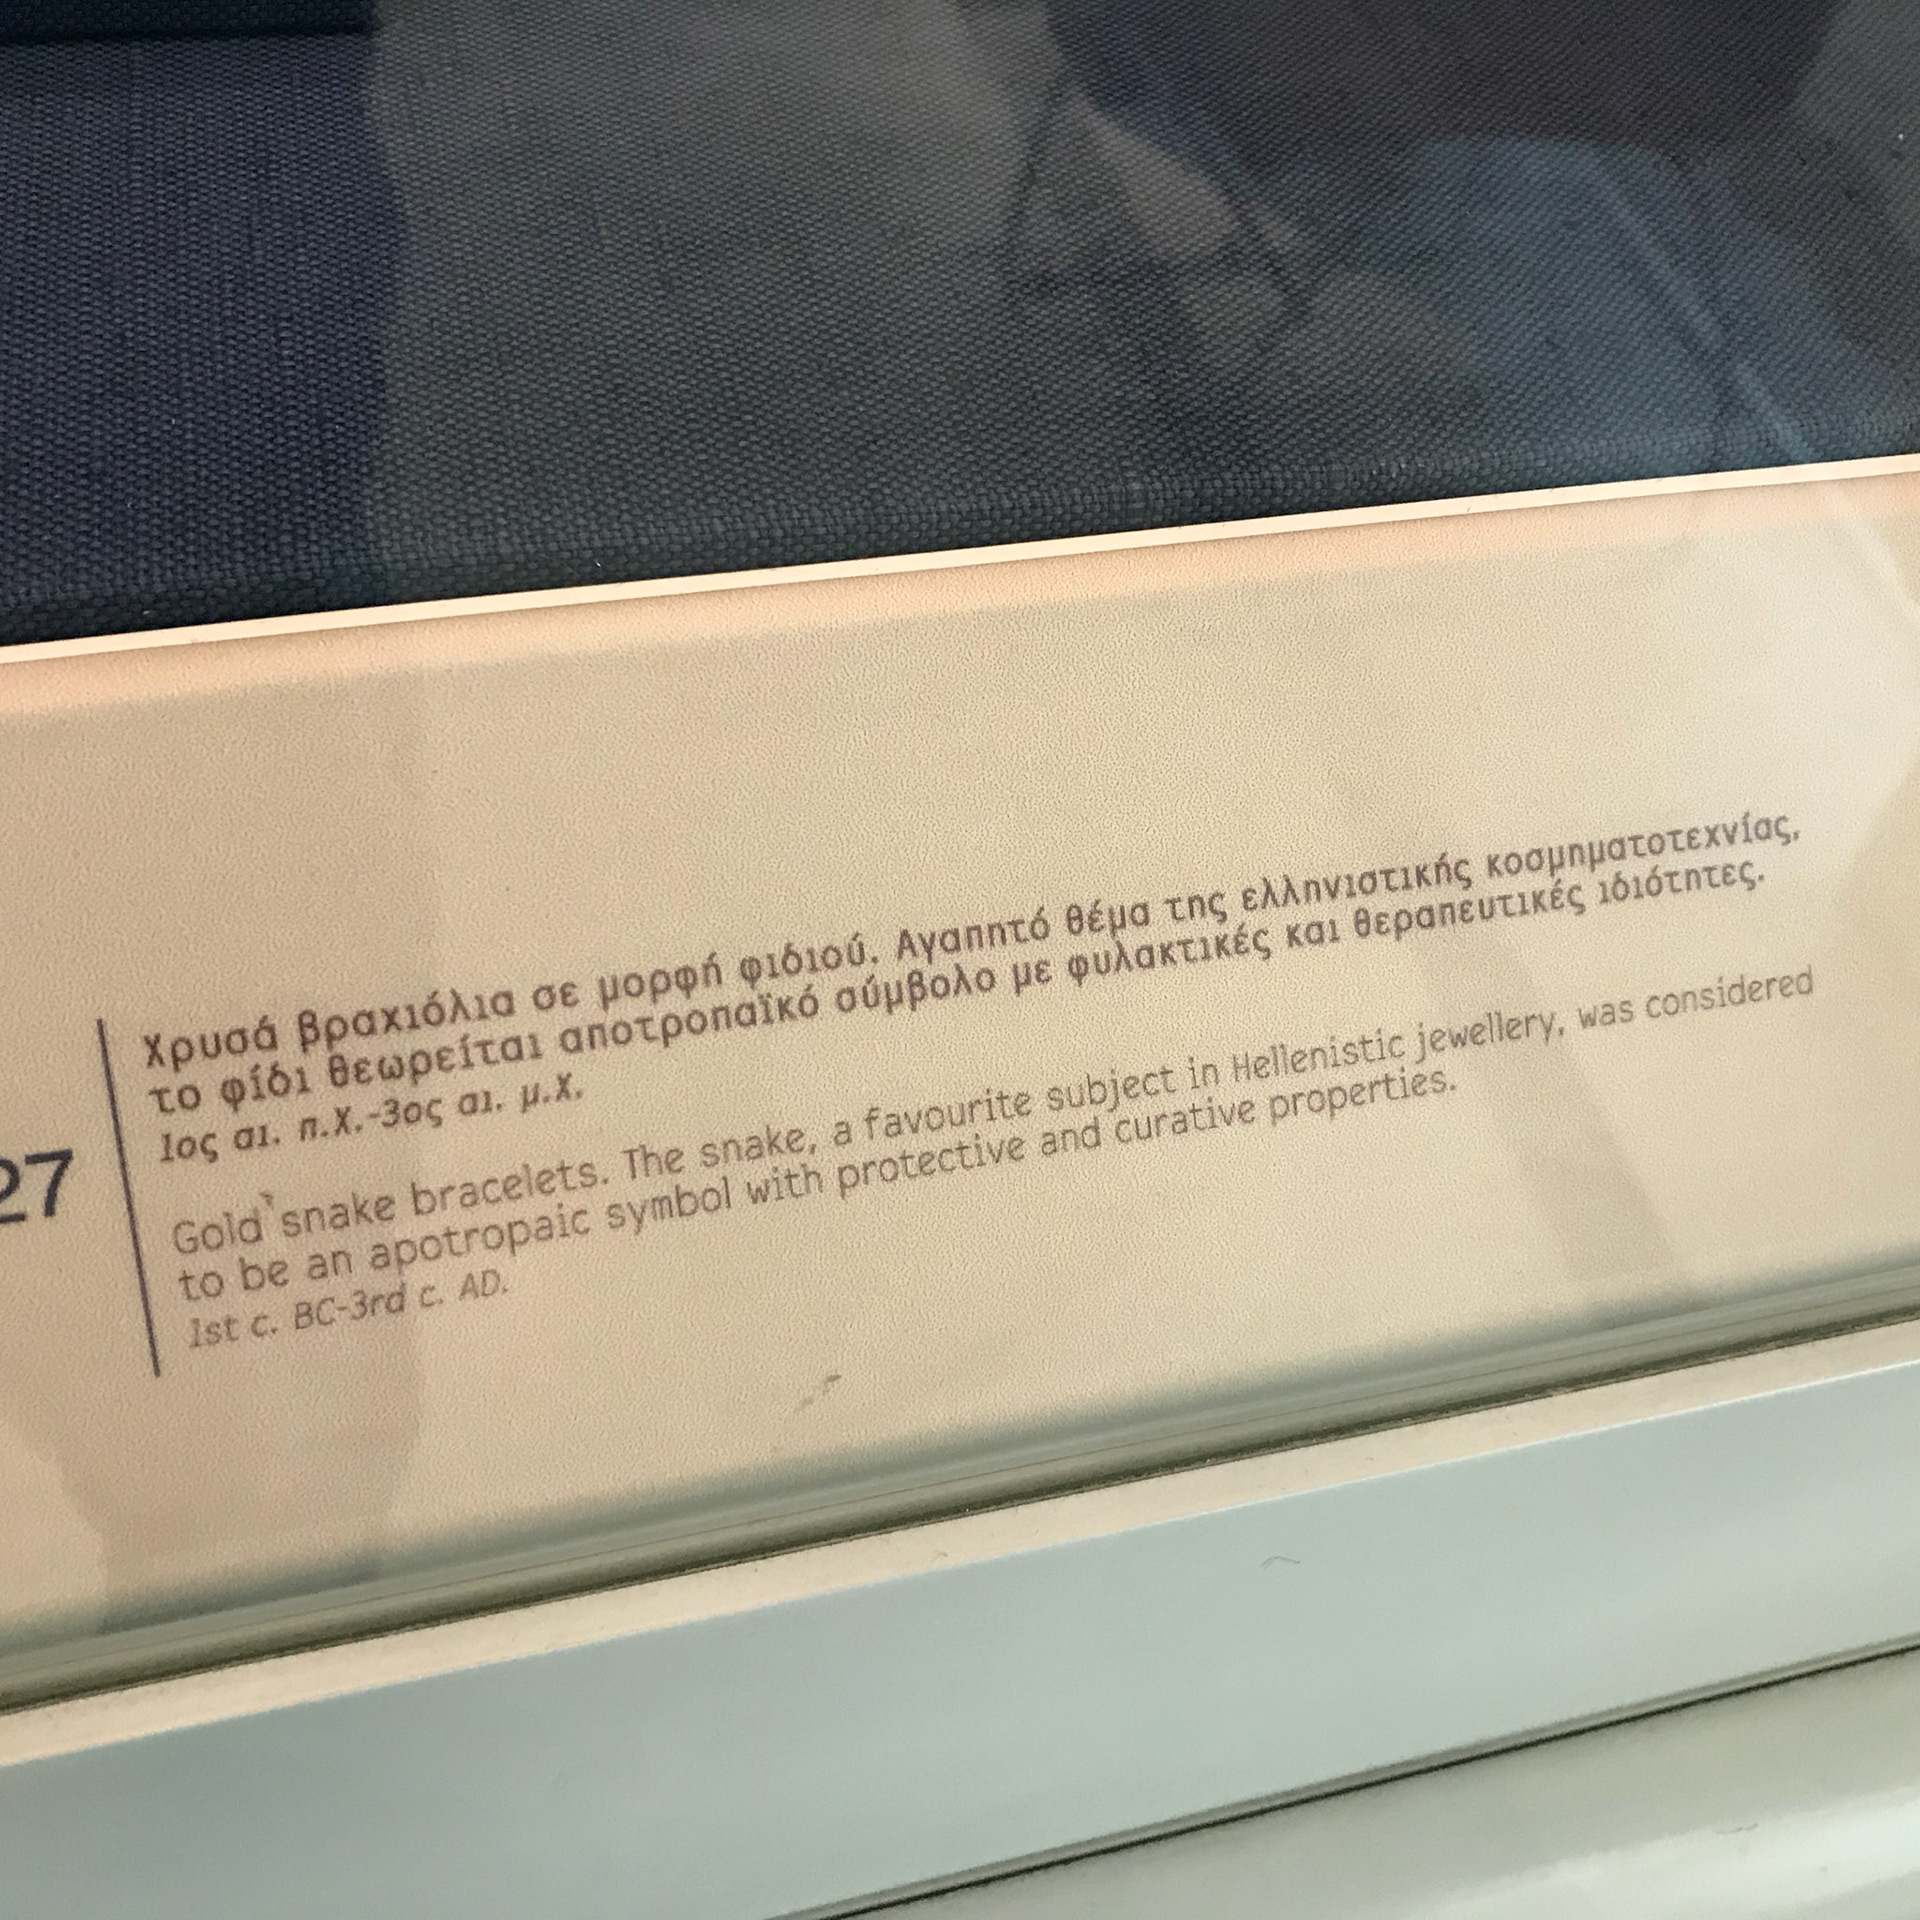 27
Χρυσά βραχιόλια σε μορφή φιδιού. Αγαπητό θέμα της ελληνιστικής κοσμηματοτεχνίας,
το φίδι θεωρείται αποτροπαϊκό σύμβολο με φυλακτικές και θεραπευτικές ιδιότητες.
1ος αι. π.Χ.-3ος αι. μ.Χ.
Gold snake bracelets. The snake, a favourite subject in Hellenistic jewellery, was considered
to be an apotropaic symbol with protective and curative properties.
1st c. BC-3rd c. AD.